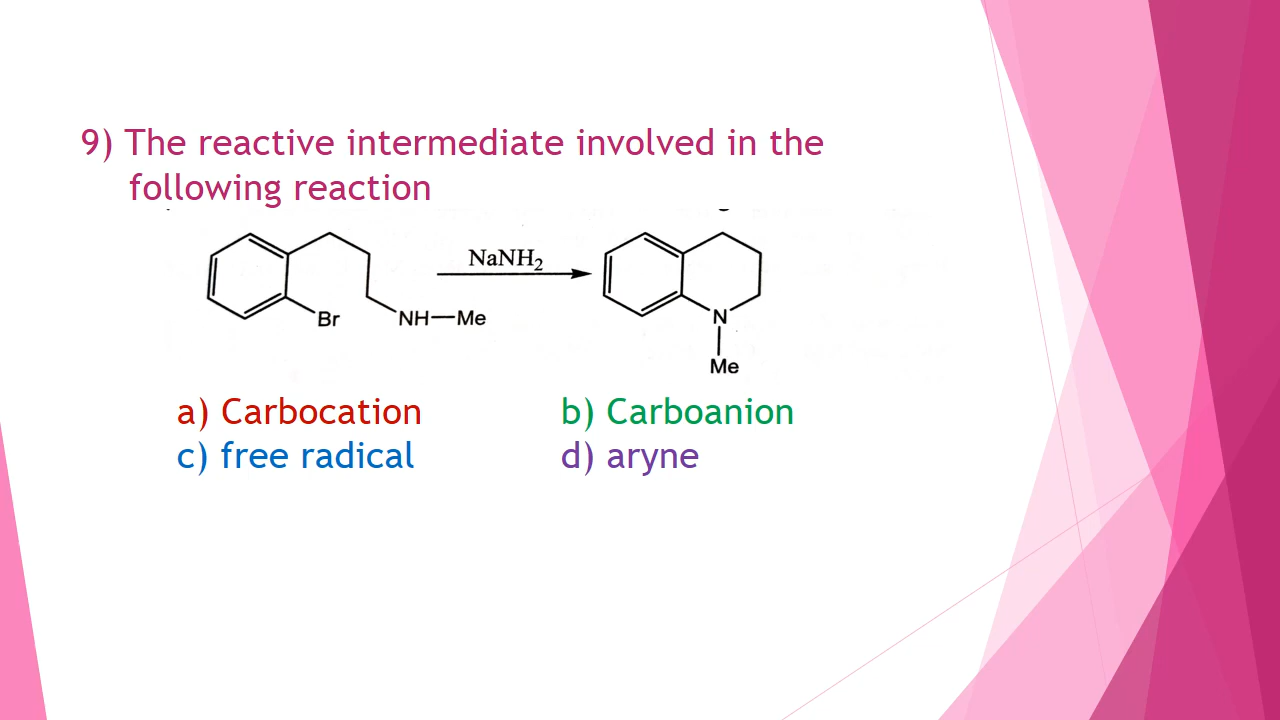 9) The reactive intermediate involved in the
following reaction
NaNH₂
Br
NH—Me
N
Me
a) Carbocation b) Carboanion
c) free radical d) aryne